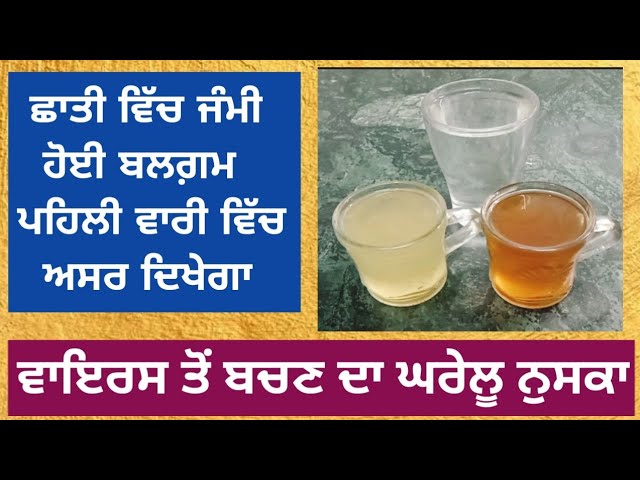 ਛਾਤੀ ਵਿੱਚ ਜੰਮੀ
ਹੋਈ ਬਲਗ਼ਮ
ਪਹਿਲੀ ਵਾਰੀ ਵਿੱਚ
ਅਸਰ ਦਿਖੇਗਾ
ਵਾਇਰਸ ਤੋਂ ਬਚਣ ਦਾ ਘਰੇਲੂ ਨੁਸਕਾ